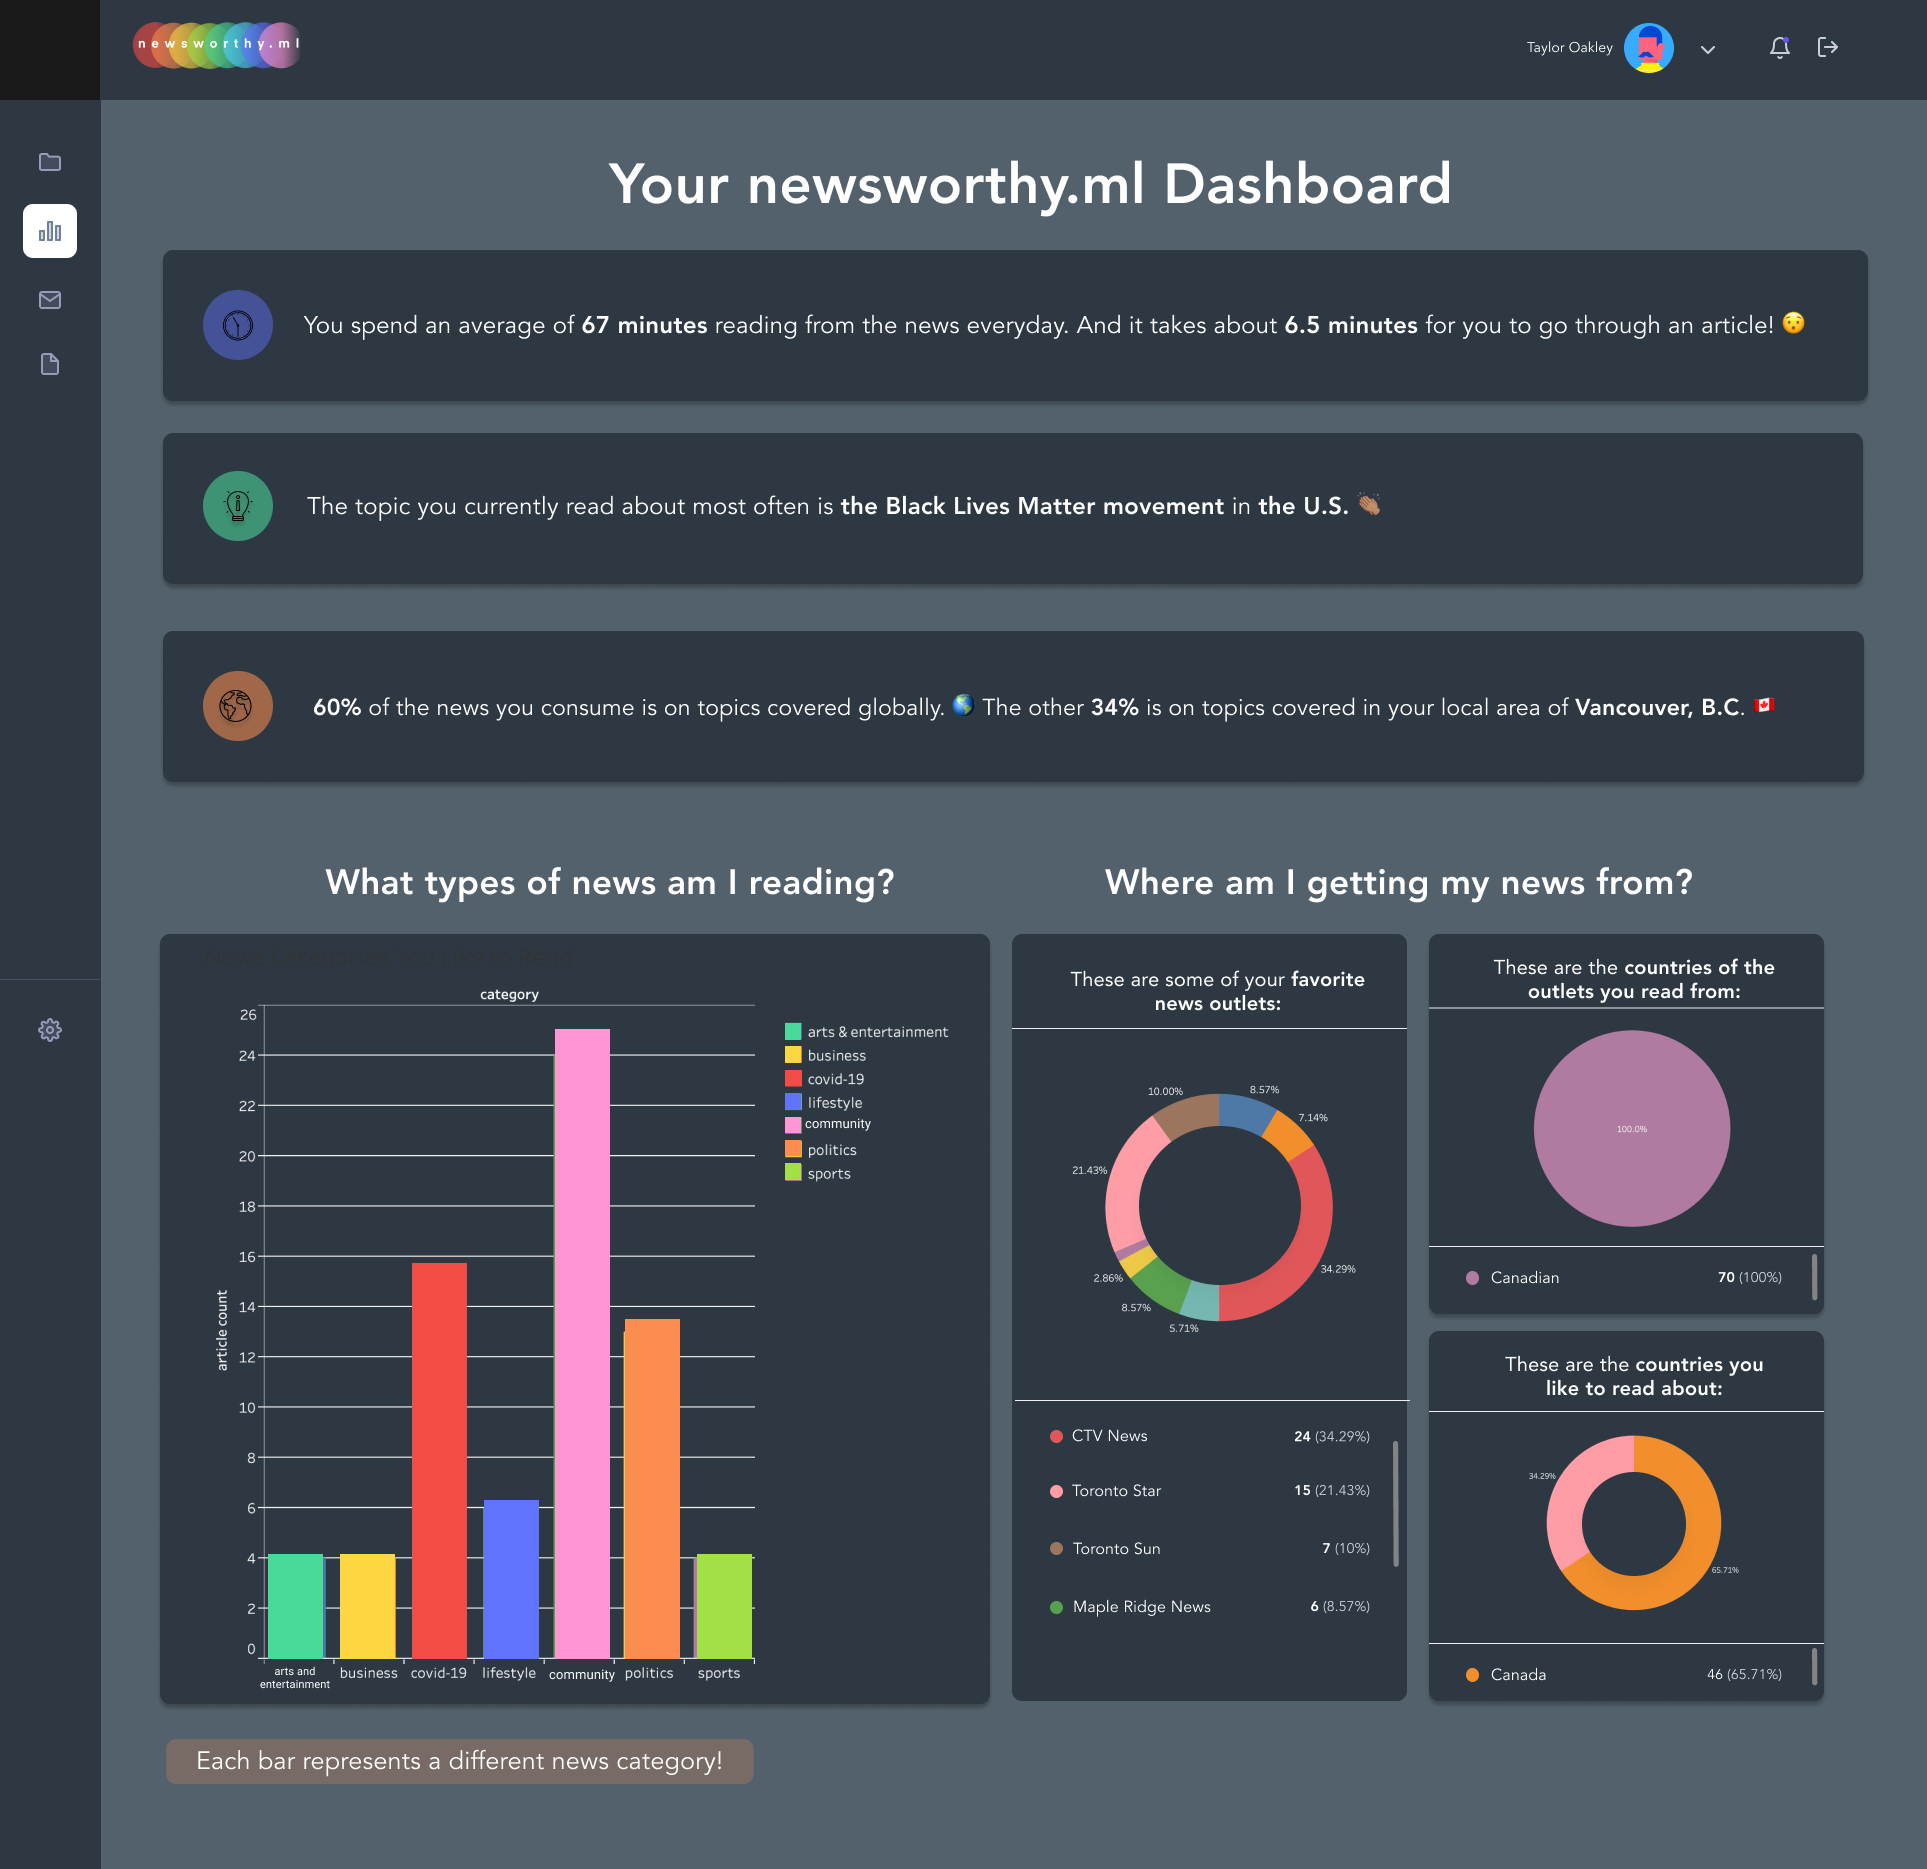 newsworthy.ml
Taylor Oakley
Your newsworthy.ml Dashboard
You spend an average of 67 minutes reading from the news everyday. And it takes about 6.5 minutes for you to go through an article! 😯
The topic you currently read about most often is the Black Lives Matter movement in the U.S. 👏🏽
60% of the news you consume is on topics covered globally. 🌎 The other 34% is on topics covered in your local area of Vancouver, B.C. 🇨🇦
What types of news am I reading?
News Categories You Like to Read
category
26
24
22
20
18
16
14
12
10
8
6
4
2
0
article count
arts and
entertainment
business
covid-19
lifestyle
community
politics
sports
arts & entertainment
business
covid-19
lifestyle
community
politics
sports
Each bar represents a different news category!
Where am I getting my news from?
These are some of your favorite
news outlets:
10.00%
8.57%
7.14%
21.43%
34.29%
2.86%
8.57%
5.71%
CTV News 24 (34.29%)
Toronto Star 15 (21.43%)
Toronto Sun 7 (10%)
Maple Ridge News 6 (8.57%)
These are the countries of the
outlets you read from:
100.0%
Canadian 70 (100%)
These are the countries you
like to read about:
34.29%
65.71%
Canada 46 (65.71%)